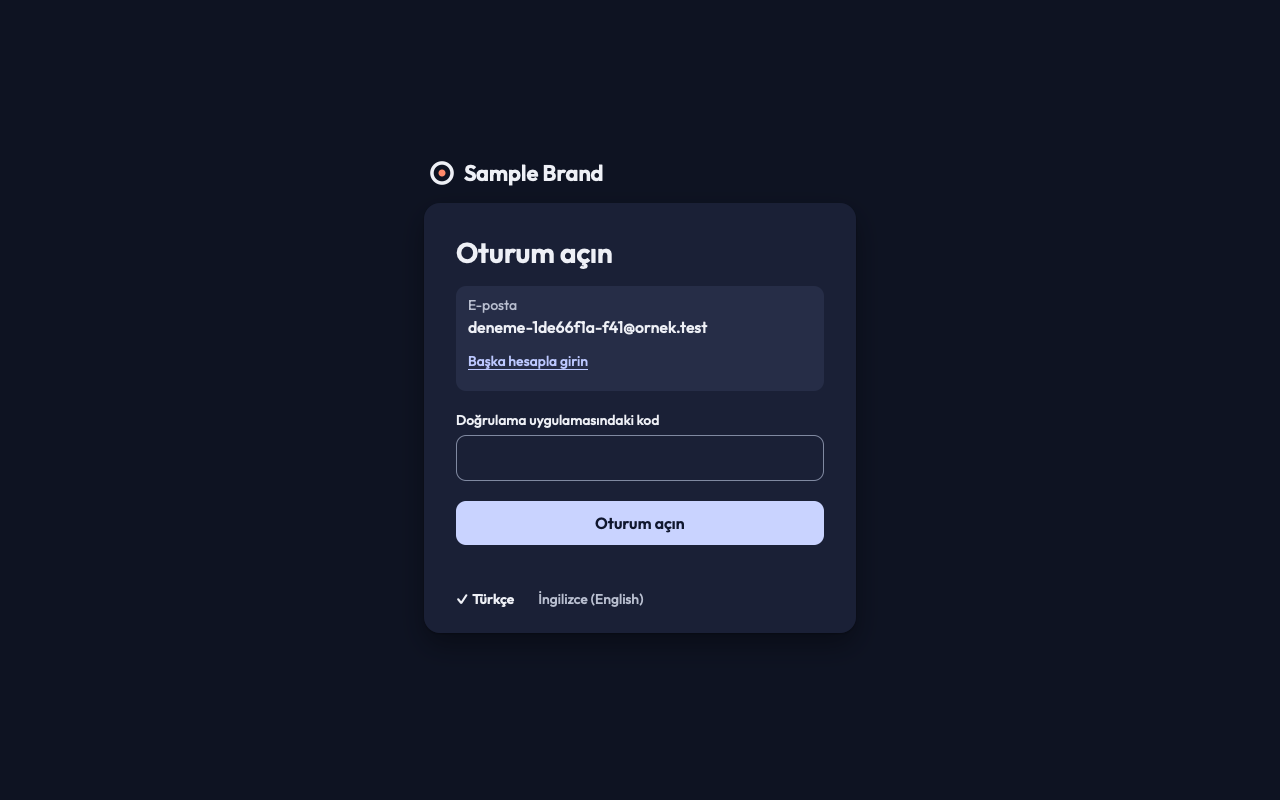 Sample Brand
Oturum açın
E-posta
deneme-1de66f1a-f41@ornek.test
Başka hesapla girin
Doğrulama uygulamasındaki kod
Oturum açın
✓ Türkçe İngilizce (English)